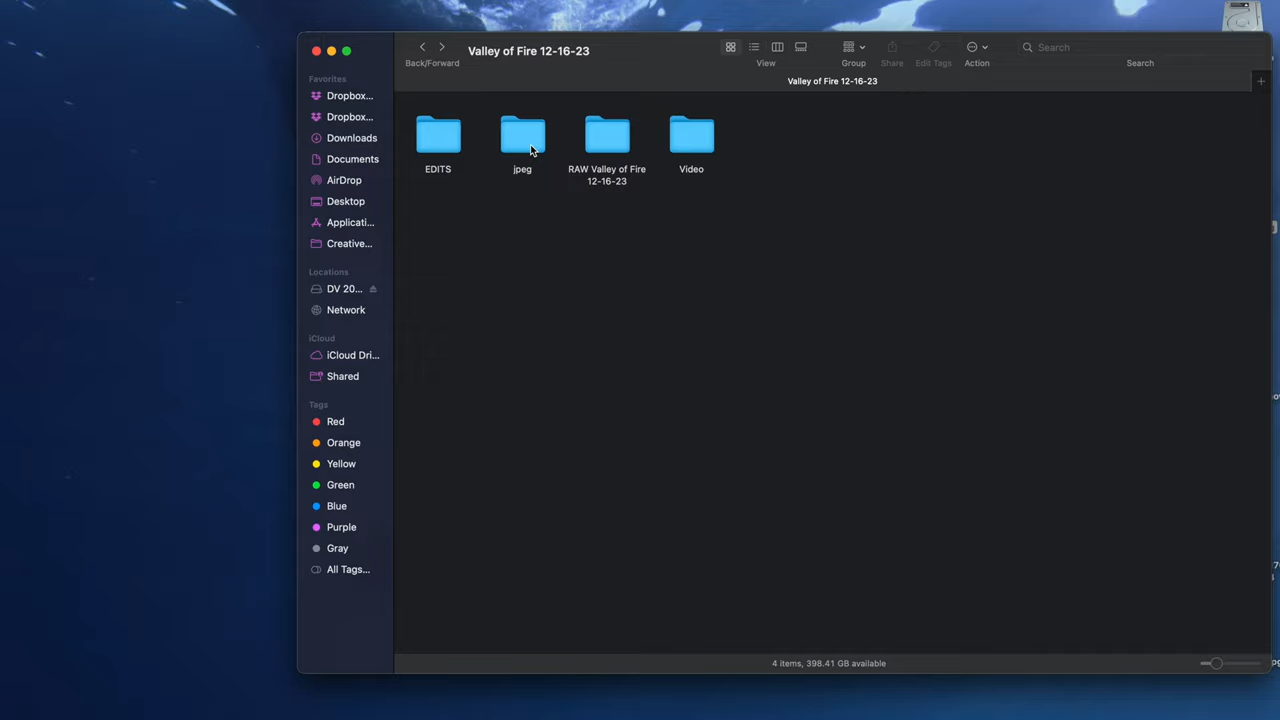 Valley of Fire 12-16-23
Back/Forward
View
Group
Share
Edit Tags
Action
Search
Search
Valley of Fire 12-16-23
Favorites
Dropbox...
Dropbox...
Downloads
Documents
AirDrop
Desktop
Applicati...
Creative...
Locations
DV 20...
Network
iCloud
iCloud Dri...
Shared
Tags
Red
Orange
Yellow
Green
Blue
Purple
Gray
All Tags...
EDITS
jpeg
RAW Valley of Fire
12-16-23
Video
4 items, 398.41 GB available